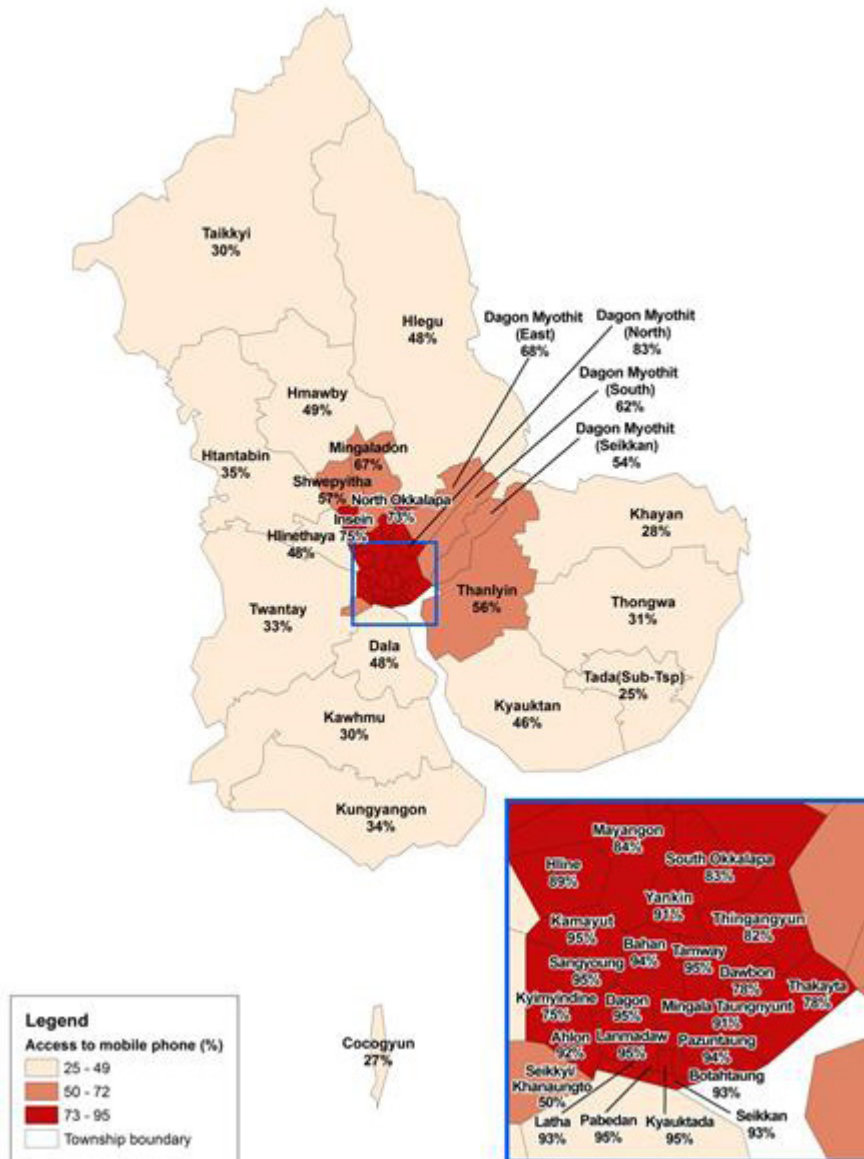 Taikkyi
30%
Hlegu
48%
Dagon Myothit
(East)
68%
Dagon Myothit
(North)
83%
Dagon Myothit
(South)
62%
Dagon Myothit
(Seikkan)
54%
Hmawby
49%
Htantabin
35%
Mingaladon
67%
Shwepyitha
57%
North Okkalapa
73%
Insein
75%
Hlinethaya
48%
Khayan
28%
Thanlyin
56%
Thongwa
31%
Twantay
33%
Dala
48%
Tada(Sub-Tsp)
25%
Kyauktan
46%
Kawhmu
30%
Kungyangon
34%
Cocogyun
27%
Legend
Access to mobile phone (%)
25 - 49
50 - 72
73 - 95
Township boundary
Mayangon
84%
South Okkalapa
83%
Hline
89%
Yankin
91%
Kamayut
95%
Thingangyun
82%
Bahan
94%
Tamway
95%
Sangyoung
95%
Dawbon
78%
Thakayta
78%
Kyimyindine
75%
Dagon
95%
Mingala Taungnyunt
91%
Ahlon
92%
Lanmadaw
95%
Pazuntaung
94%
Seikkyi/
Khanaungto
50%
Botahtaung
93%
Latha
93%
Pabedan
95%
Kyauktada
95%
Seikkan
93%